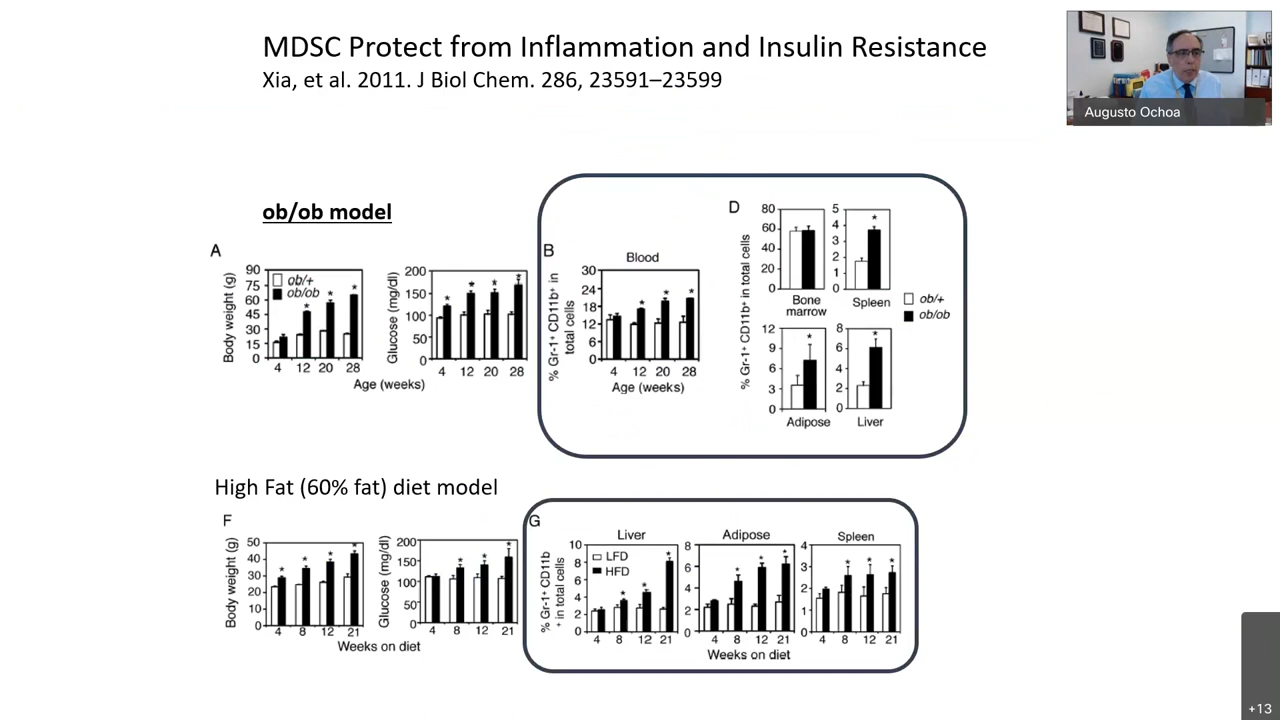 MDSC Protect from Inflammation and Insulin Resistance
Xia, et al. 2011. J Biol Chem. 286, 23591–23599
Augusto Ochoa
ob/ob model
A
Body weight (g)
90
75
60
45
30
15
0
ob/+
ob/ob
* * *
4 12 20 28
Glucose (mg/dl)
200
150
100
50
0
* * * *
4 12 20 28
Age (weeks)
B
Blood
% Gr-1⁺ CD11b⁺ in
total cells
30
24
18
12
6
0
* * *
4 12 20 28
Age (weeks)
D
% Gr-1⁺ CD11b⁺ in total cells
80
60
40
20
0
Bone
marrow
5
4
3
2
1
0
*
Spleen
ob/+
ob/ob
12
9
6
3
0
*
Adipose
8
6
4
2
0
*
Liver
High Fat (60% fat) diet model
F
Body weight (g)
50
40
30
20
10
0
* * * *
4 8 12 21
Glucose (mg/dl)
200
150
100
50
0
* * *
4 8 12 21
Weeks on diet
G
% Gr-1⁺ CD11b
⁺ in total cells
Liver
10
8
6
4
2
0
LFD
HFD
* * *
4 8 12 21
Adipose
8
6
4
2
0
* * *
4 8 12 21
Spleen
4
3
2
1
0
* * *
4 8 12 21
Weeks on diet
+13